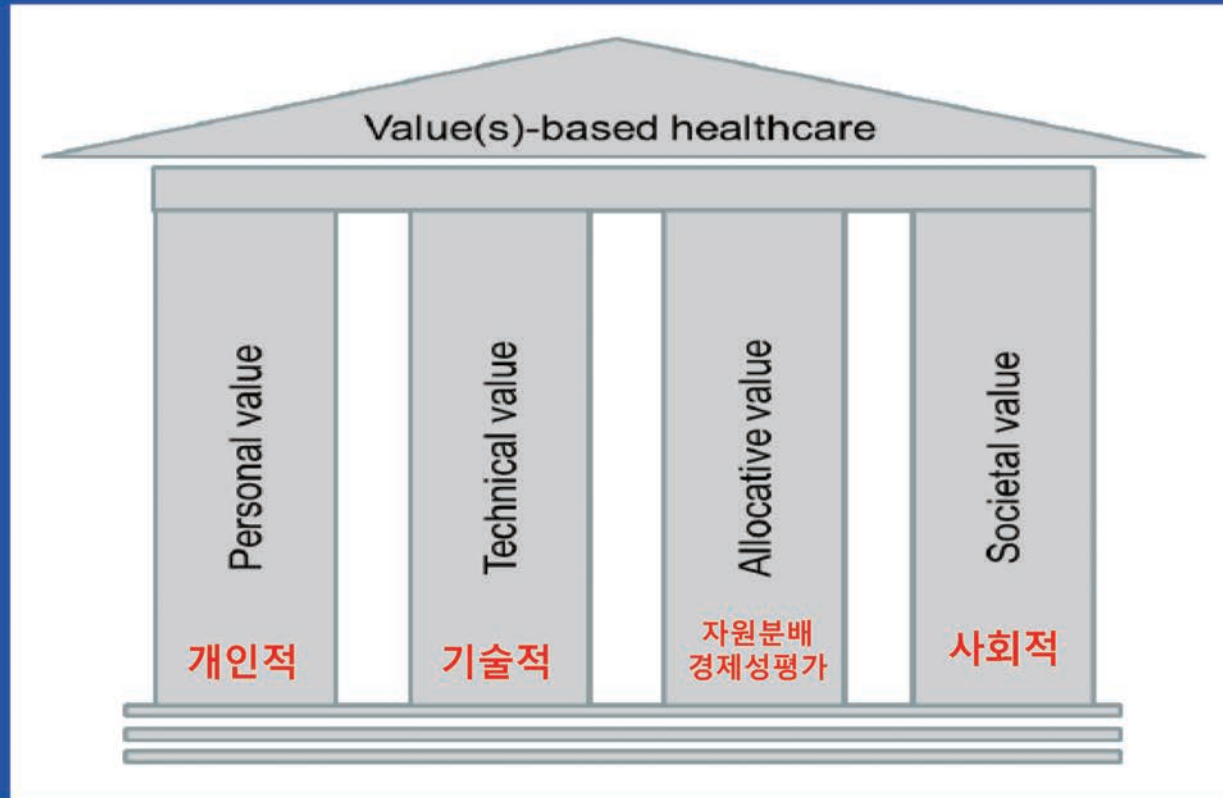 Value(s)-based healthcare
Personal value
개인적
Technical value
기술적
Allocative value
자원분배
경제성평가
Societal value
사회적